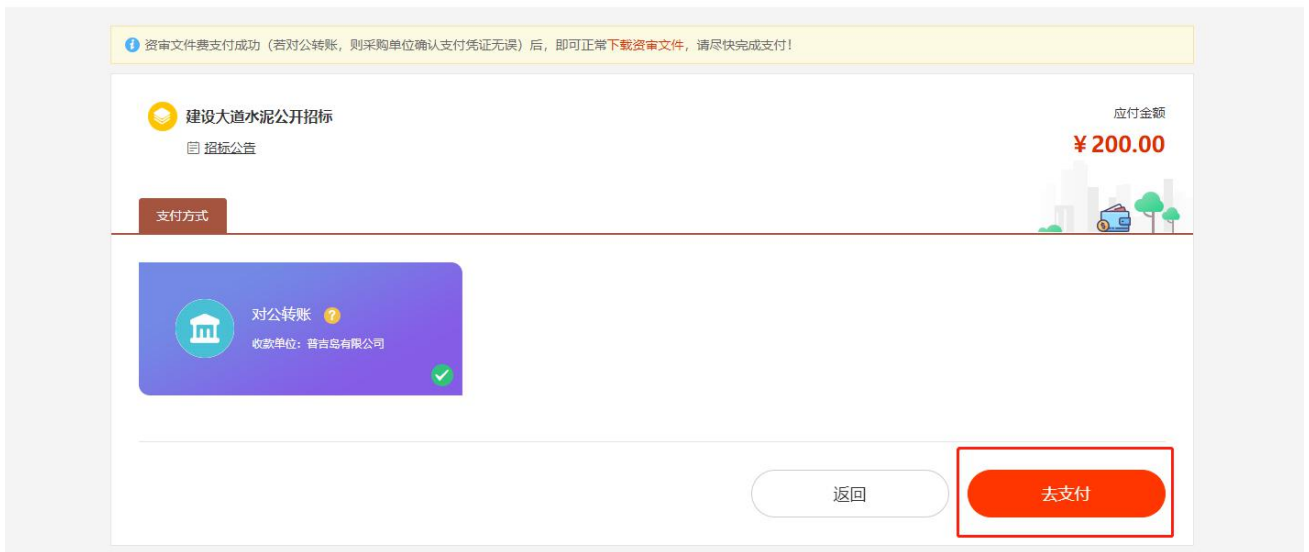 资审文件费支付成功（若对公转账，则采购单位确认支付凭证无误）后，即可正常下载资审文件，请尽快完成支付！
建设大道水泥公开招标
招标公告
应付金额
¥200.00
支付方式
对公转账 ?
收款单位：普吉岛有限公司
返回
去支付